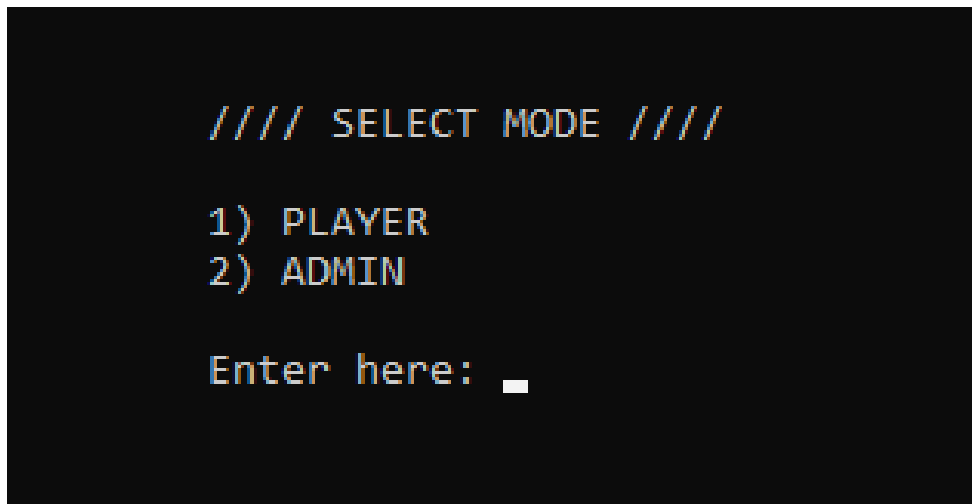 //// SELECT MODE ////
1) PLAYER
2) ADMIN
Enter here: